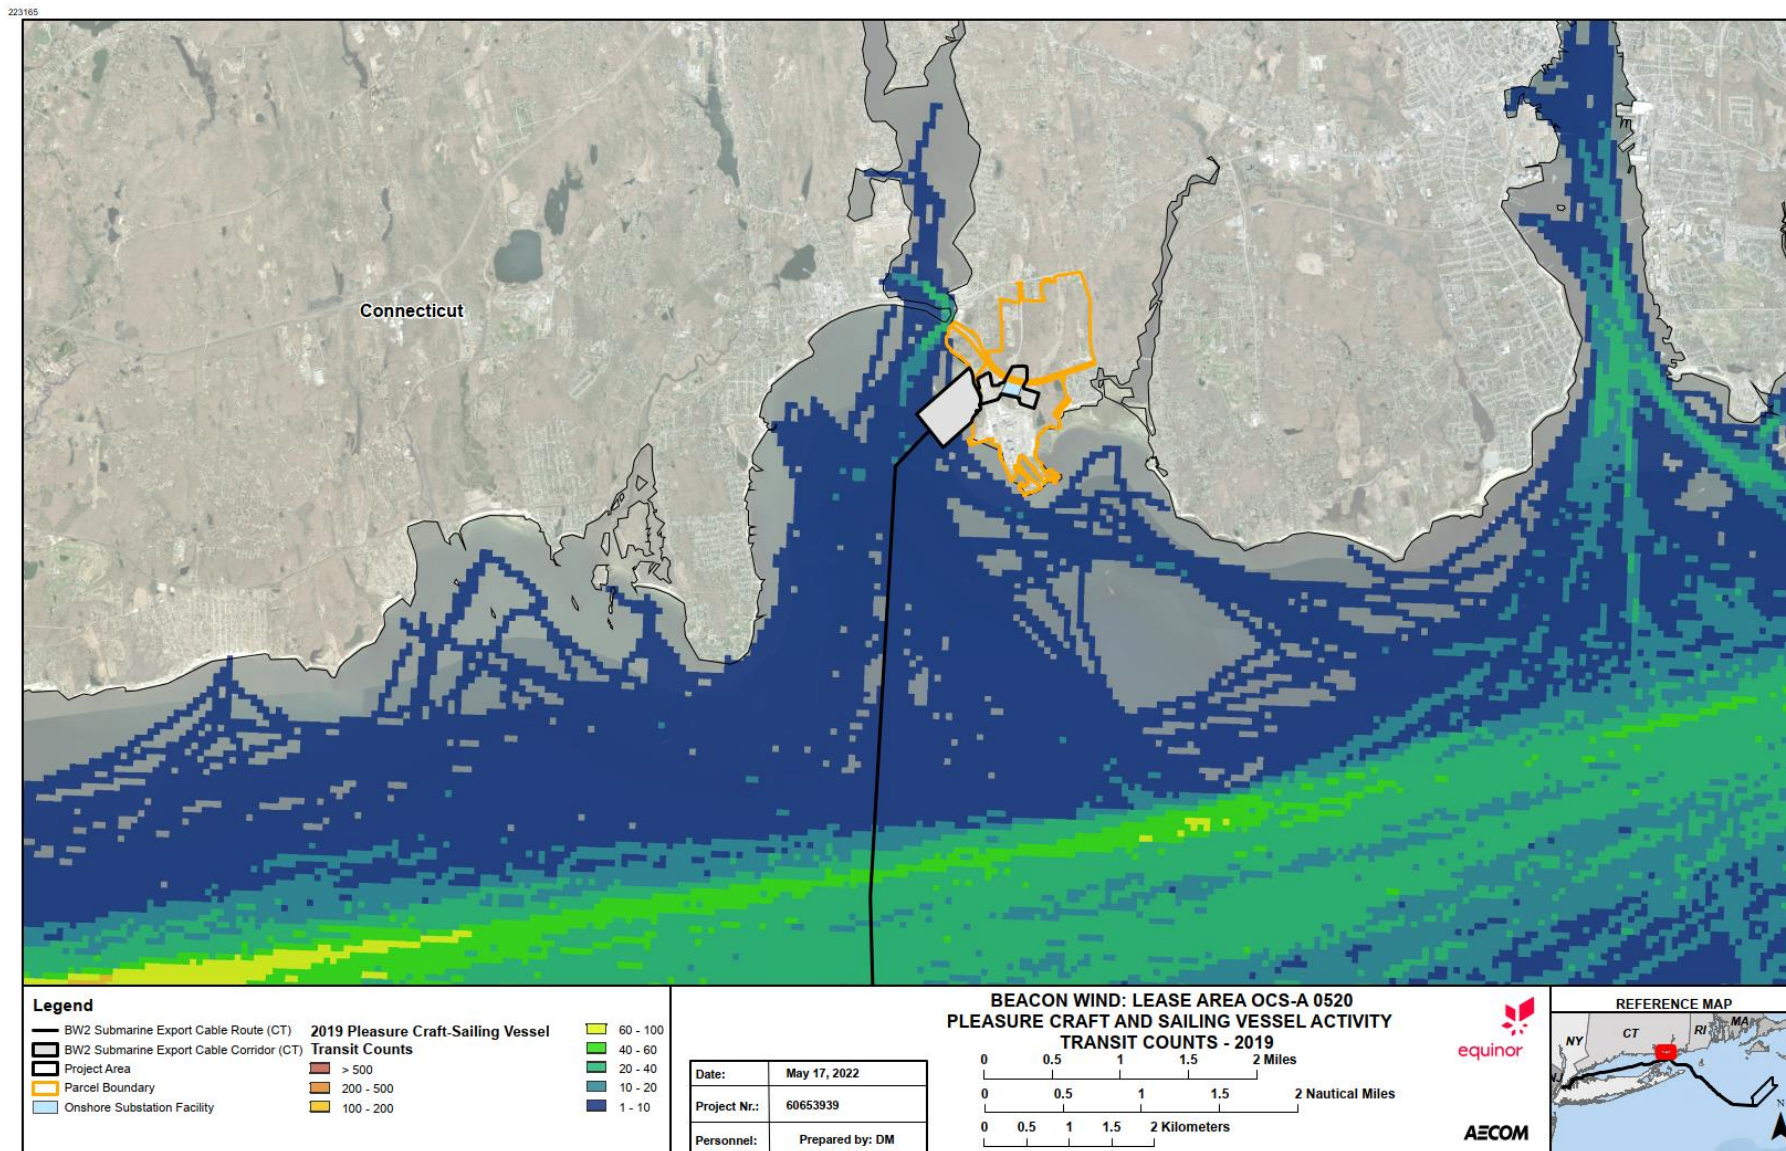 223165
Connecticut
Legend
BW2 Submarine Export Cable Route (CT)
BW2 Submarine Export Cable Corridor (CT)
Project Area
Parcel Boundary
Onshore Substation Facility
2019 Pleasure Craft-Sailing Vessel
Transit Counts
> 500
200 - 500
100 - 200
60 - 100
40 - 60
20 - 40
10 - 20
1 - 10
Date: May 17, 2022
Project Nr.: 60653939
Personnel: Prepared by: DM
BEACON WIND: LEASE AREA OCS-A 0520
PLEASURE CRAFT AND SAILING VESSEL ACTIVITY
TRANSIT COUNTS - 2019
0 0.5 1 1.5 2 Miles
0 0.5 1 1.5 2 Nautical Miles
0 0.5 1 1.5 2 Kilometers
equinor
AECOM
REFERENCE MAP
NY CT RI MA
N